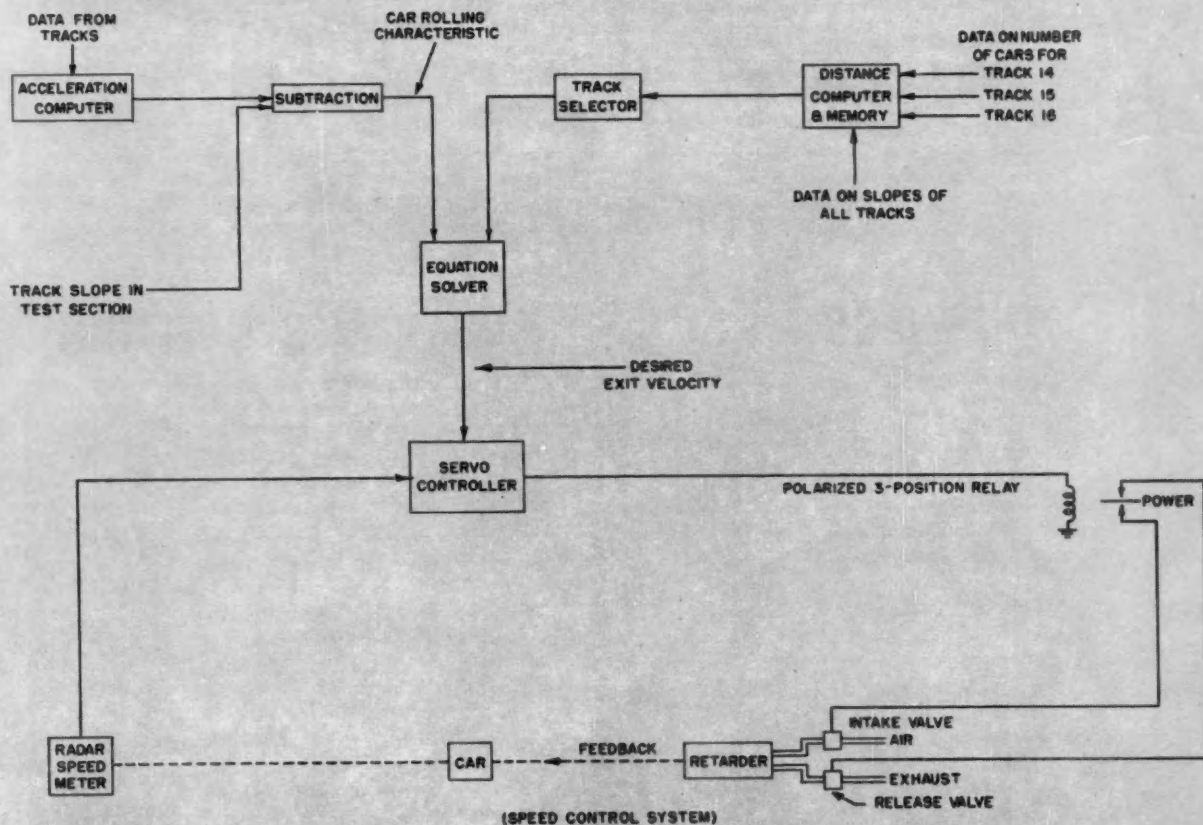 DATA FROM
TRACKS
CAR ROLLING
CHARACTERISTIC
DATA ON NUMBER
OF CARS FOR
ACCELERATION
COMPUTER
SUBTRACTION
TRACK
SELECTOR
DISTANCE
COMPUTER
& MEMORY
TRACK 14
TRACK 15
TRACK 16
DATA ON SLOPES OF
ALL TRACKS
TRACK SLOPE IN
TEST SECTION
EQUATION
SOLVER
DESIRED
EXIT VELOCITY
SERVO
CONTROLLER
POLARIZED 3-POSITION RELAY
POWER
RADAR
SPEED
METER
CAR
FEEDBACK
RETARDER
INTAKE VALVE
AIR
EXHAUST
RELEASE VALVE
(SPEED CONTROL SYSTEM)